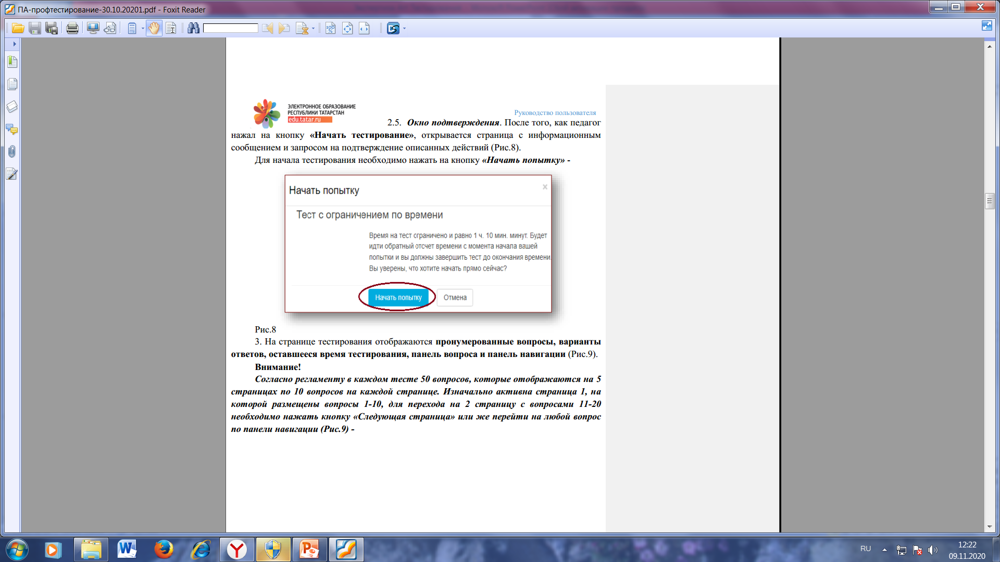 ПА-профтестирование-30.10.20201.pdf - Foxit Reader
ЭЛЕКТРОННОЕ ОБРАЗОВАНИЕ
РЕСПУБЛИКИ ТАТАРСТАН
edu.tatar.ru
Руководство пользователя
2.5. Окно подтверждения. После того, как педагог
нажал на кнопку «Начать тестирование», открывается страница с информационным
сообщением и запросом на подтверждение описанных действий (Рис.8).
Для начала тестирования необходимо нажать на кнопку «Начать попытку» -
Начать попытку
×
Тест с ограничением по времени
Время на тест ограничено и равно 1 ч. 10 мин. минут. Будет
идти обратный отсчет времени с момента начала вашей
попытки и вы должны завершить тест до окончания времени.
Вы уверены, что хотите начать прямо сейчас?
Начать попытку
Отмена
Рис.8
3. На странице тестирования отображаются пронумерованные вопросы, варианты
ответов, оставшееся время тестирования, панель вопроса и панель навигации (Рис.9).
Внимание!
Согласно регламенту в каждом тесте 50 вопросов, которые отображаются на 5
страницах по 10 вопросов на каждой странице. Изначально активна страница 1, на
которой размещены вопросы 1-10, для перехода на 2 страницу с вопросами 11-20
необходимо нажать кнопку «Следующая страница» или же перейти на любой вопрос
по панели навигации (Рис.9) -
RU
12:22
09.11.2020